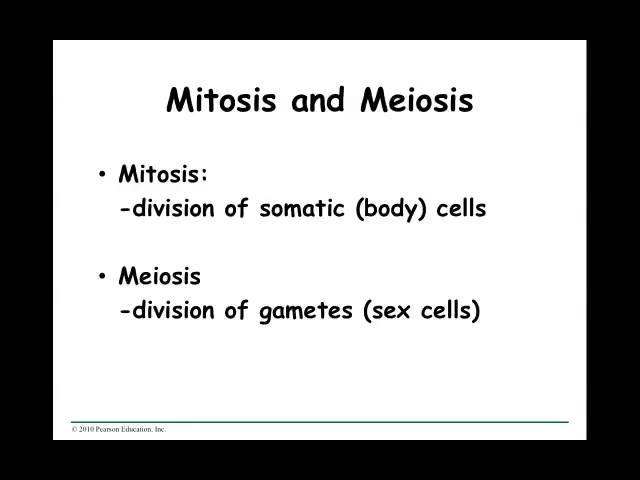 Mitosis and Meiosis
• Mitosis:
-division of somatic (body) cells
• Meiosis
-division of gametes (sex cells)
© 2010 Pearson Education, Inc.